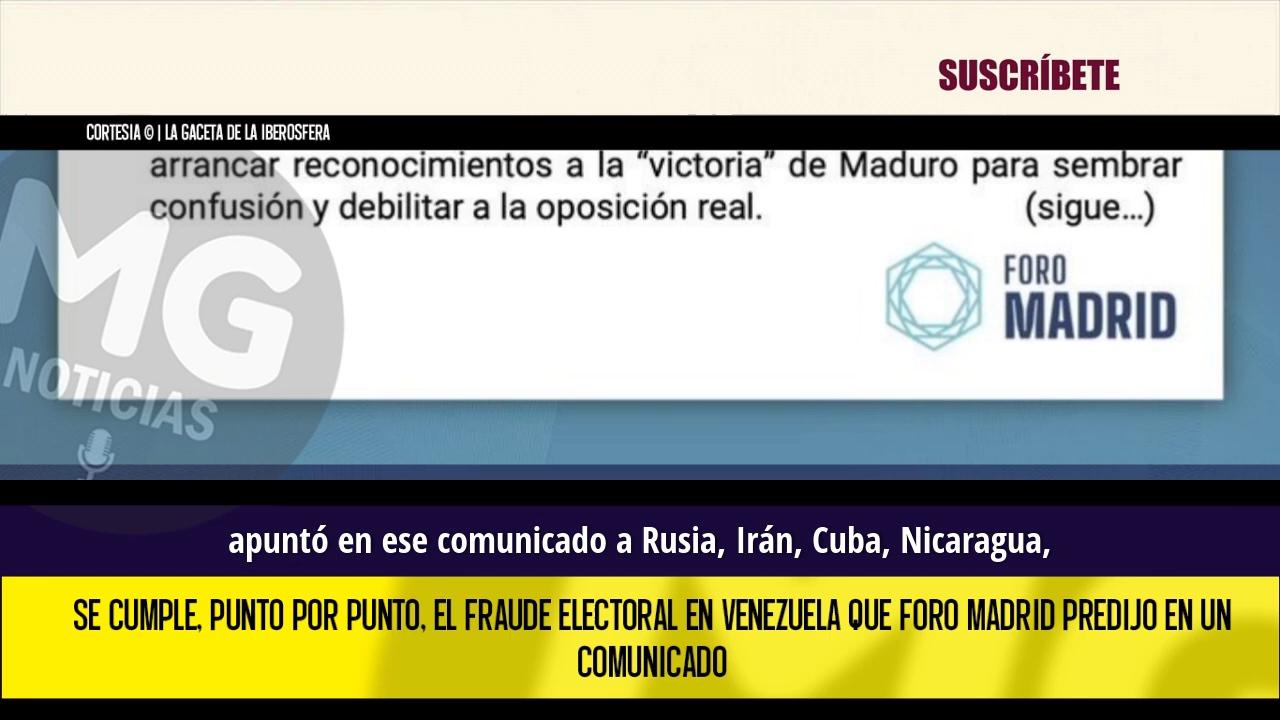 SUSCRÍBETE
CORTESIA © | LA GACETA DE LA IBEROSFERA
arrancar reconocimientos a la “victoria” de Maduro para sembrar
confusión y debilitar a la oposición real. (sigue...)
FORO
MADRID
MG
NOTICIAS
apuntó en ese comunicado a Rusia, Irán, Cuba, Nicaragua,
SE CUMPLE, PUNTO POR PUNTO, EL FRAUDE ELECTORAL EN VENEZUELA QUE FORO MADRID PREDIJO EN UN
COMUNICADO